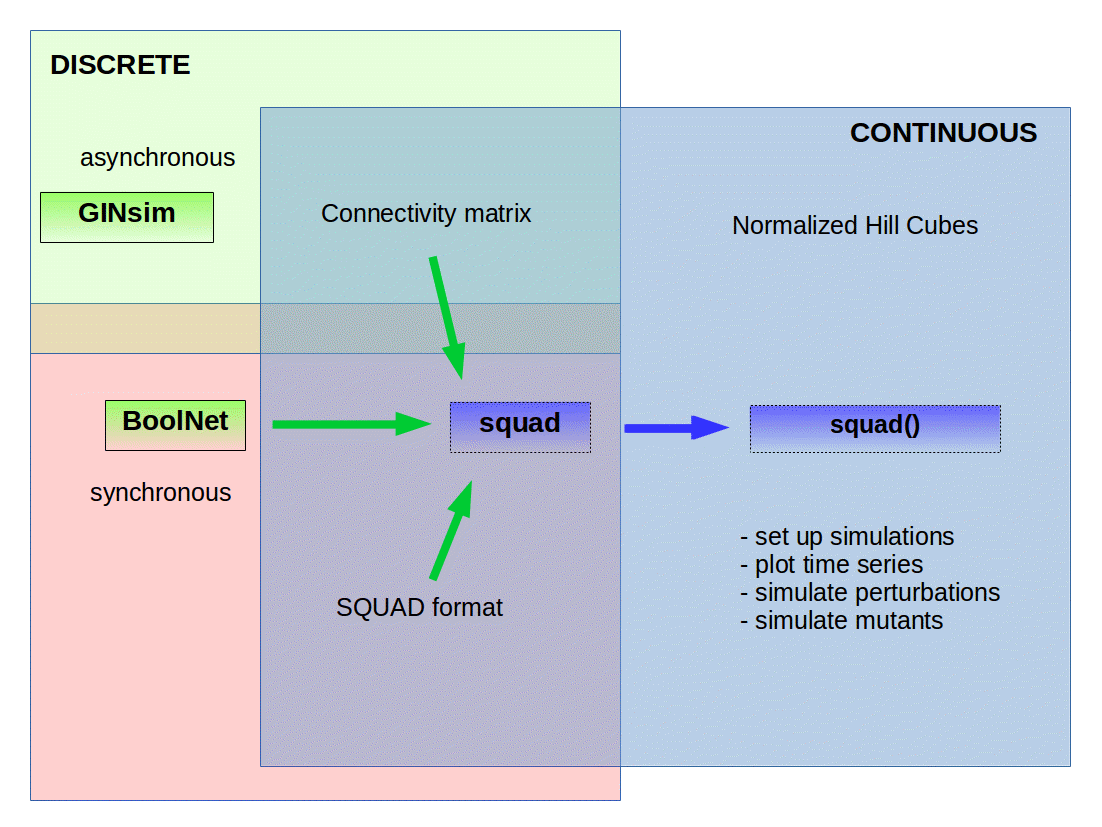 DISCRETE
CONTINUOUS
asynchronous
GINsim
Connectivity matrix
Normalized Hill Cubes
BoolNet
squad
squad()
synchronous
- set up simulations
- plot time series
- simulate perturbations
- simulate mutants
SQUAD format